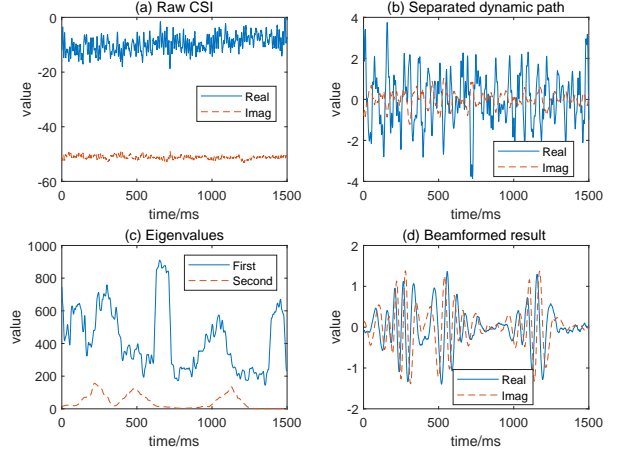 (a) Raw CSI
0
-20
-40
-60
value
0
500
1000
1500
time/ms
Real
Imag
(b) Separated dynamic path
4
2
0
-2
-4
value
0
500
1000
1500
time/ms
Real
Imag
(c) Eigenvalues
1000
800
600
400
200
0
value
0
500
1000
1500
time/ms
First
Second
(d) Beamformed result
2
1
0
-1
-2
value
0
500
1000
1500
time/ms
Real
Imag